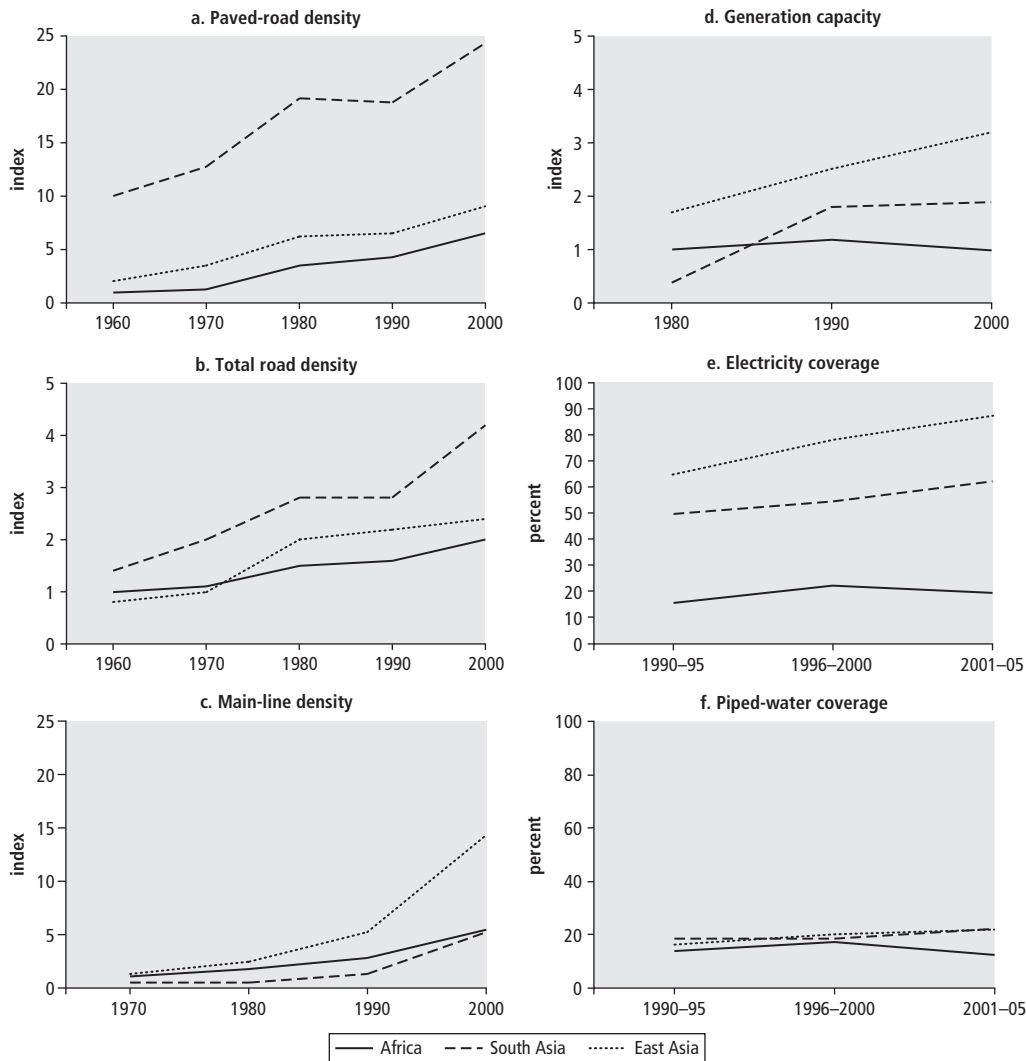 a. Paved-road density
25
20
15
10
5
0
index
1960 1970 1980 1990 2000
b. Total road density
5
4
3
2
1
0
index
1960 1970 1980 1990 2000
c. Main-line density
25
20
15
10
5
0
index
1970 1980 1990 2000
d. Generation capacity
5
4
3
2
1
0
index
1980 1990 2000
e. Electricity coverage
100
90
80
70
60
50
40
30
20
10
0
percent
1990–95 1996–2000 2001–05
f. Piped-water coverage
100
80
60
40
20
0
percent
1990–95 1996–2000 2001–05
Africa South Asia East Asia